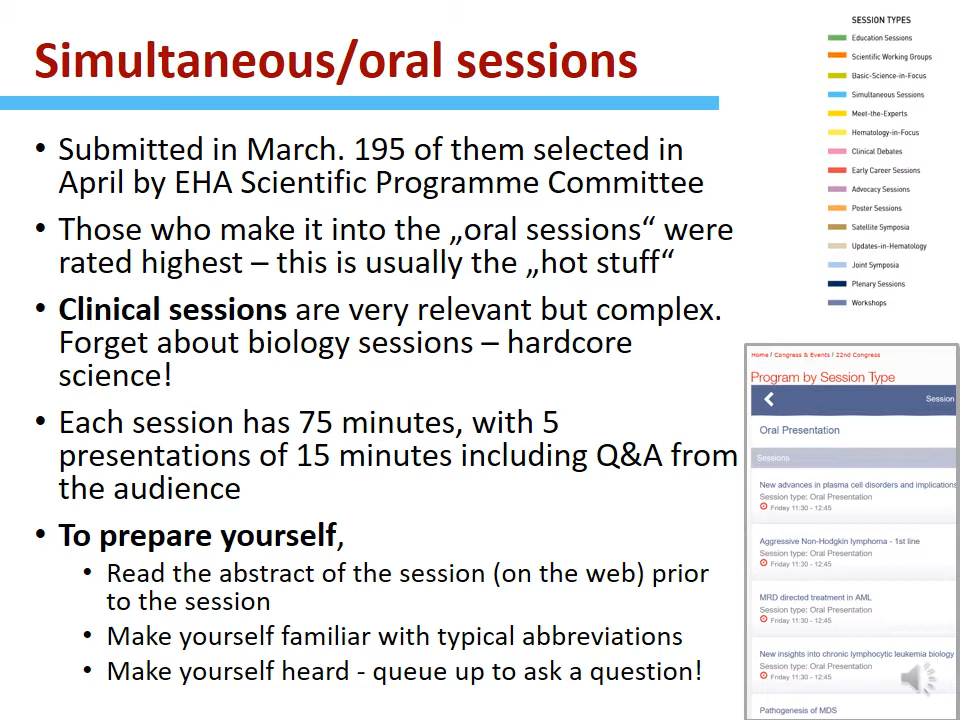 Simultaneous/oral sessions
• Submitted in March. 195 of them selected in
April by EHA Scientific Programme Committee
• Those who make it into the „oral sessions“ were
rated highest – this is usually the „hot stuff“
• Clinical sessions are very relevant but complex.
Forget about biology sessions – hardcore
science!
• Each session has 75 minutes, with 5
presentations of 15 minutes including Q&A from
the audience
• To prepare yourself,
• Read the abstract of the session (on the web) prior
to the session
• Make yourself familiar with typical abbreviations
• Make yourself heard - queue up to ask a question!
SESSION TYPES
Education Sessions
Scientific Working Groups
Basic-Science-in-Focus
Simultaneous Sessions
Meet-the-Experts
Hematology-in-Focus
Clinical Debates
Early Career Sessions
Advocacy Sessions
Poster Sessions
Satellite Symposia
Updates-in-Hematology
Joint Symposia
Plenary Sessions
Workshops
Home / Congress & Events / 22nd Congress
Program by Session Type
Session
Oral Presentation
Sessions
New advances in plasma cell disorders and implications
Session type: Oral Presentation
Friday 11:30 - 12:45
Aggressive Non-Hodgkin lymphoma - 1st line
Session type: Oral Presentation
Friday 11:30 - 12:45
MRD directed treatment in AML
Session type: Oral Presentation
Friday 11:30 - 12:45
New insights into chronic lymphocytic leukemia biology
Session type: Oral Presentation
Friday 11:30 - 12:45
Pathogenesis of MDS